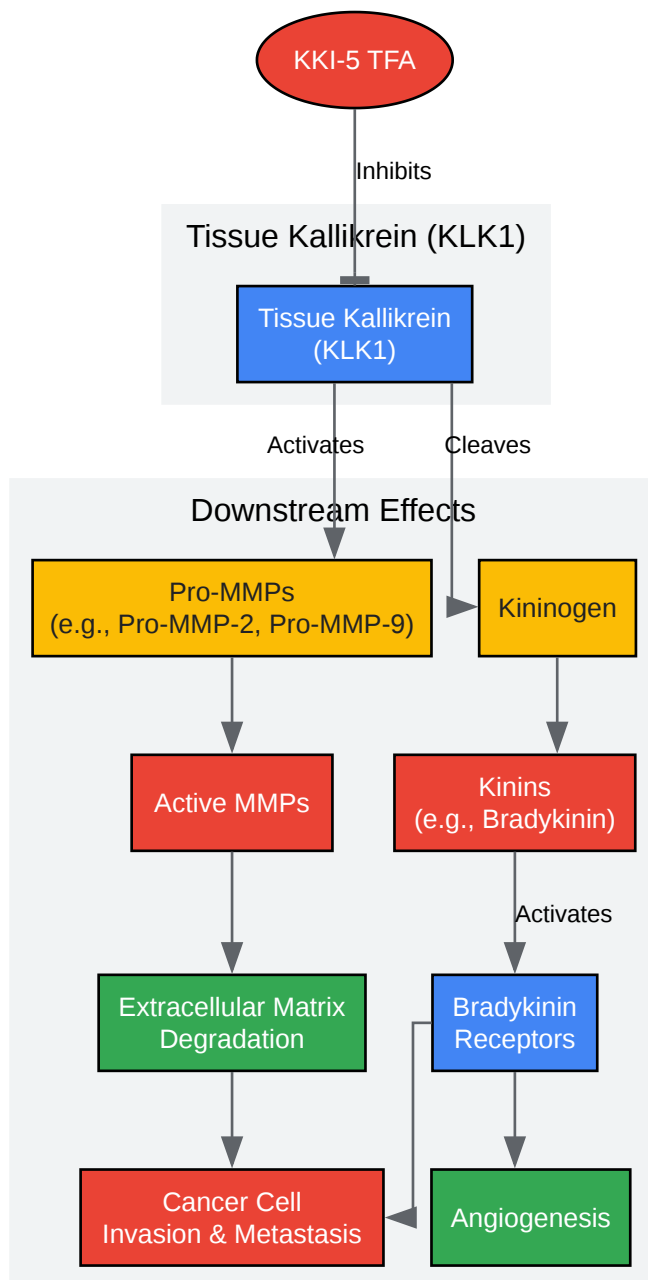 KKI-5 TFA
Inhibits
Tissue Kallikrein (KLK1)
Tissue Kallikrein
(KLK1)
Activates
Cleaves
Downstream Effects
Pro-MMPs
(e.g., Pro-MMP-2, Pro-MMP-9)
Kininogen
Active MMPs
Kinins
(e.g., Bradykinin)
Activates
Extracellular Matrix
Degradation
Bradykinin
Receptors
Cancer Cell
Invasion & Metastasis
Angiogenesis